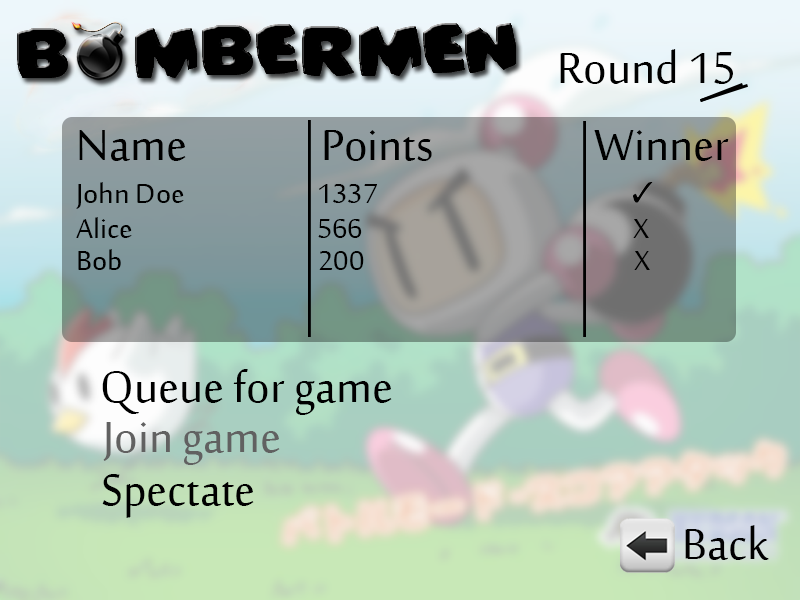 BOMBERMEN
Round 15
Name Points Winner
John Doe 1337 ✓
Alice 566 X
Bob 200 X
Queue for game
Join game
Spectate
Back